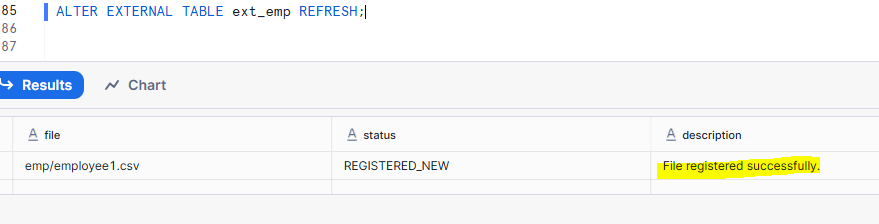 85 ALTER EXTERNAL TABLE ext_emp REFRESH;
86
87
Results Chart
A file A status A description
emp/employee1.csv REGISTERED_NEW File registered successfully.